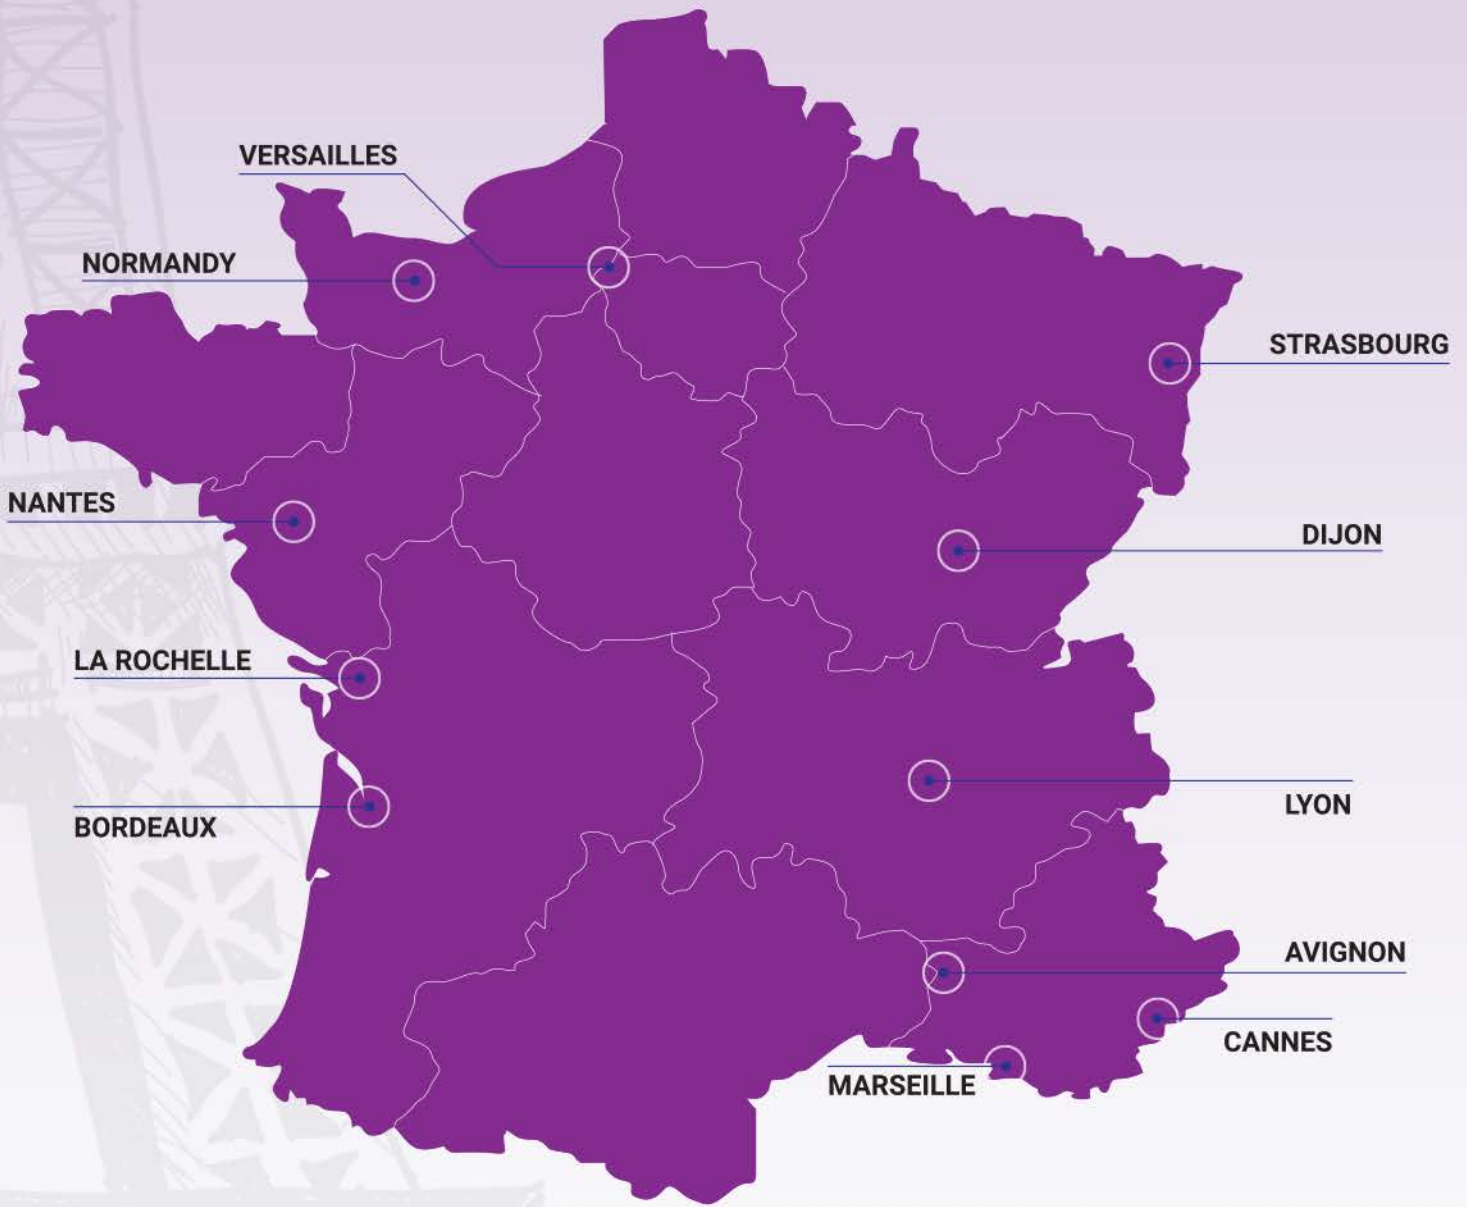 VERSAILLES
NORMANDY
STRASBOURG
NANTES
DIJON
LA ROCHELLE
LYON
BORDEAUX
AVIGNON
CANNES
MARSEILLE